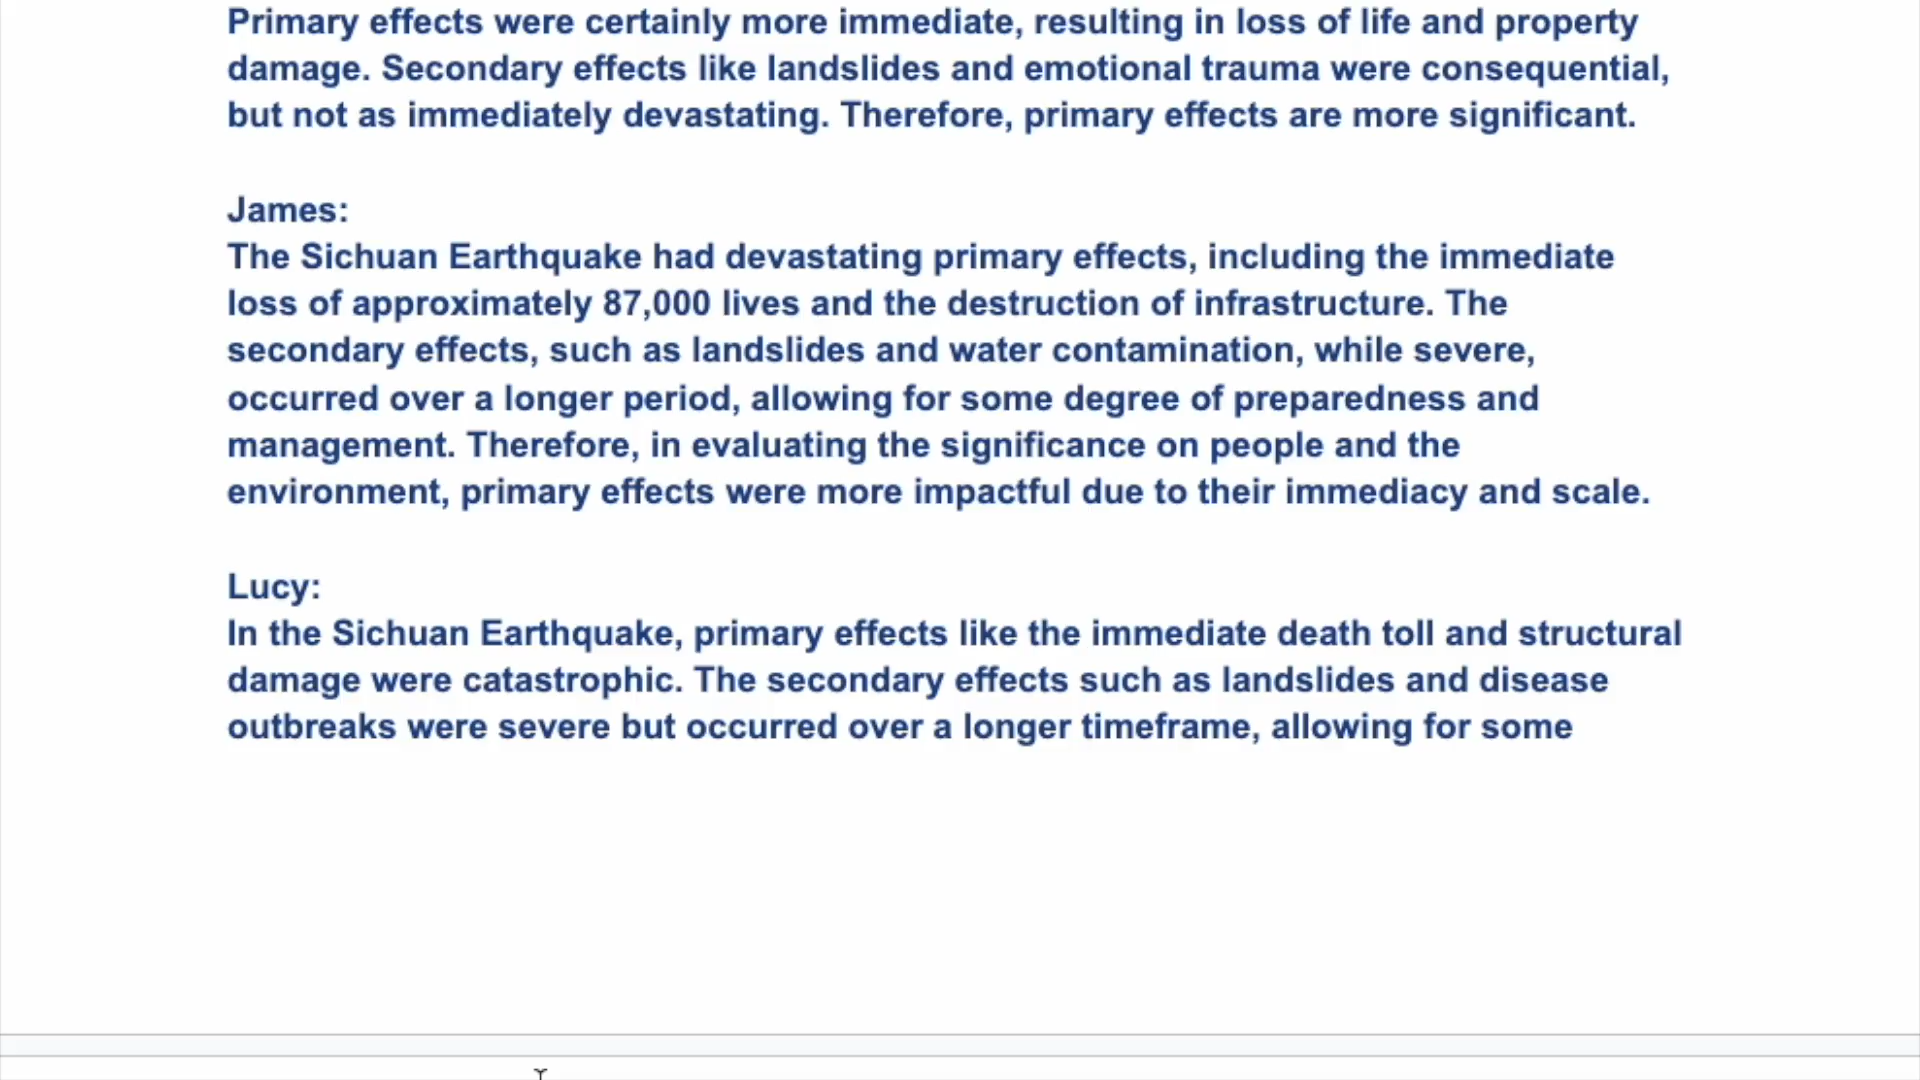 Primary effects were certainly more immediate, resulting in loss of life and property
damage. Secondary effects like landslides and emotional trauma were consequential,
but not as immediately devastating. Therefore, primary effects are more significant.
James:
The Sichuan Earthquake had devastating primary effects, including the immediate
loss of approximately 87,000 lives and the destruction of infrastructure. The
secondary effects, such as landslides and water contamination, while severe,
occurred over a longer period, allowing for some degree of preparedness and
management. Therefore, in evaluating the significance on people and the
environment, primary effects were more impactful due to their immediacy and scale.
Lucy:
In the Sichuan Earthquake, primary effects like the immediate death toll and structural
damage were catastrophic. The secondary effects such as landslides and disease
outbreaks were severe but occurred over a longer timeframe, allowing for some